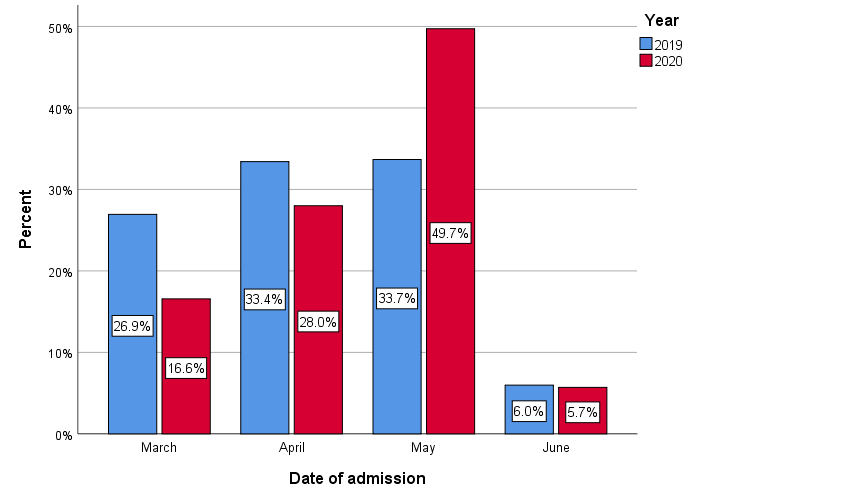 Year
2019
2020
50%
40%
30%
20%
10%
0%
Percent
26.9%
16.6%
33.4%
28.0%
33.7%
49.7%
6.0%
5.7%
March
April
May
June
Date of admission